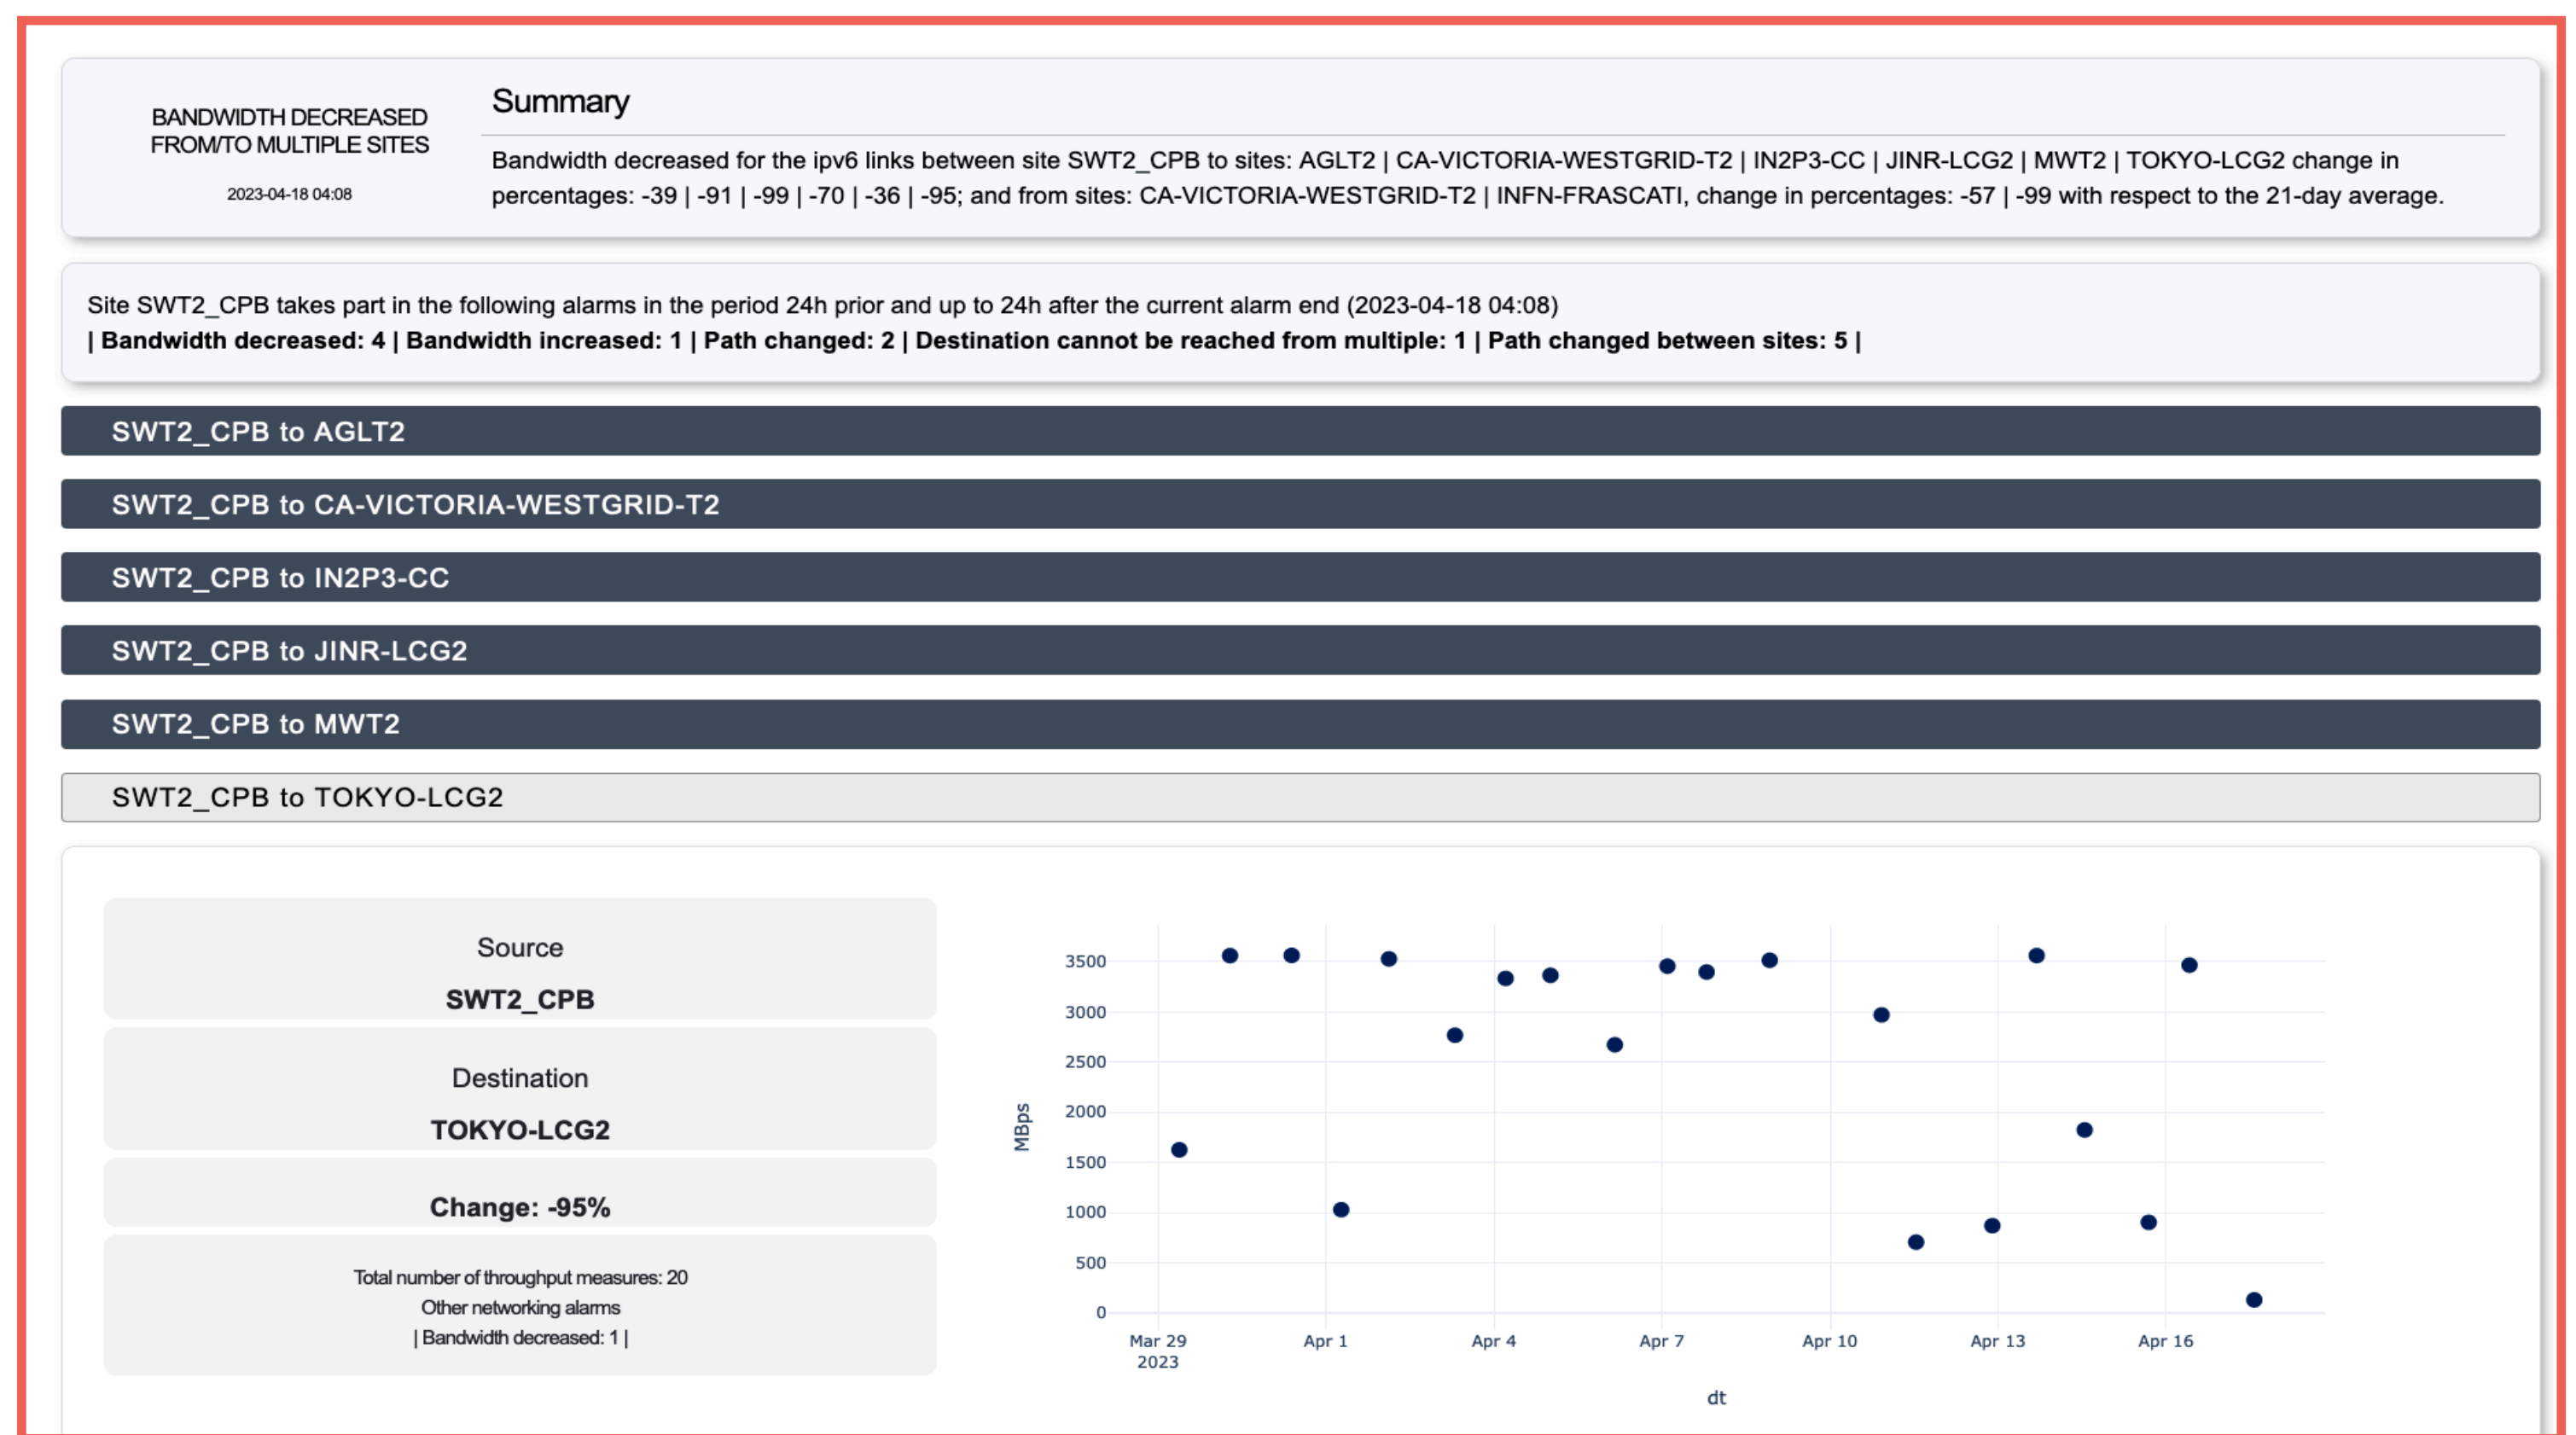 BANDWIDTH DECREASED
FROM/TO MULTIPLE SITES
2023-04-18 04:08
Summary
Bandwidth decreased for the ipv6 links between site SWT2_CPB to sites: AGLT2 | CA-VICTORIA-WESTGRID-T2 | IN2P3-CC | JINR-LCG2 | MWT2 | TOKYO-LCG2 change in
percentages: -39 | -91 | -99 | -70 | -36 | -95; and from sites: CA-VICTORIA-WESTGRID-T2 | INFN-FRASCATI, change in percentages: -57 | -99 with respect to the 21-day average.
Site SWT2_CPB takes part in the following alarms in the period 24h prior and up to 24h after the current alarm end (2023-04-18 04:08)
| Bandwidth decreased: 4 | Bandwidth increased: 1 | Path changed: 2 | Destination cannot be reached from multiple: 1 | Path changed between sites: 5 |
SWT2_CPB to AGLT2
SWT2_CPB to CA-VICTORIA-WESTGRID-T2
SWT2_CPB to IN2P3-CC
SWT2_CPB to JINR-LCG2
SWT2_CPB to MWT2
SWT2_CPB to TOKYO-LCG2
Source
SWT2_CPB
Destination
TOKYO-LCG2
Change: -95%
Total number of throughput measures: 20
Other networking alarms
| Bandwidth decreased: 1 |
MBps
3500
3000
2500
2000
1500
1000
500
0
Mar 29 Apr 1 Apr 4 Apr 7 Apr 10 Apr 13 Apr 16
2023
dt